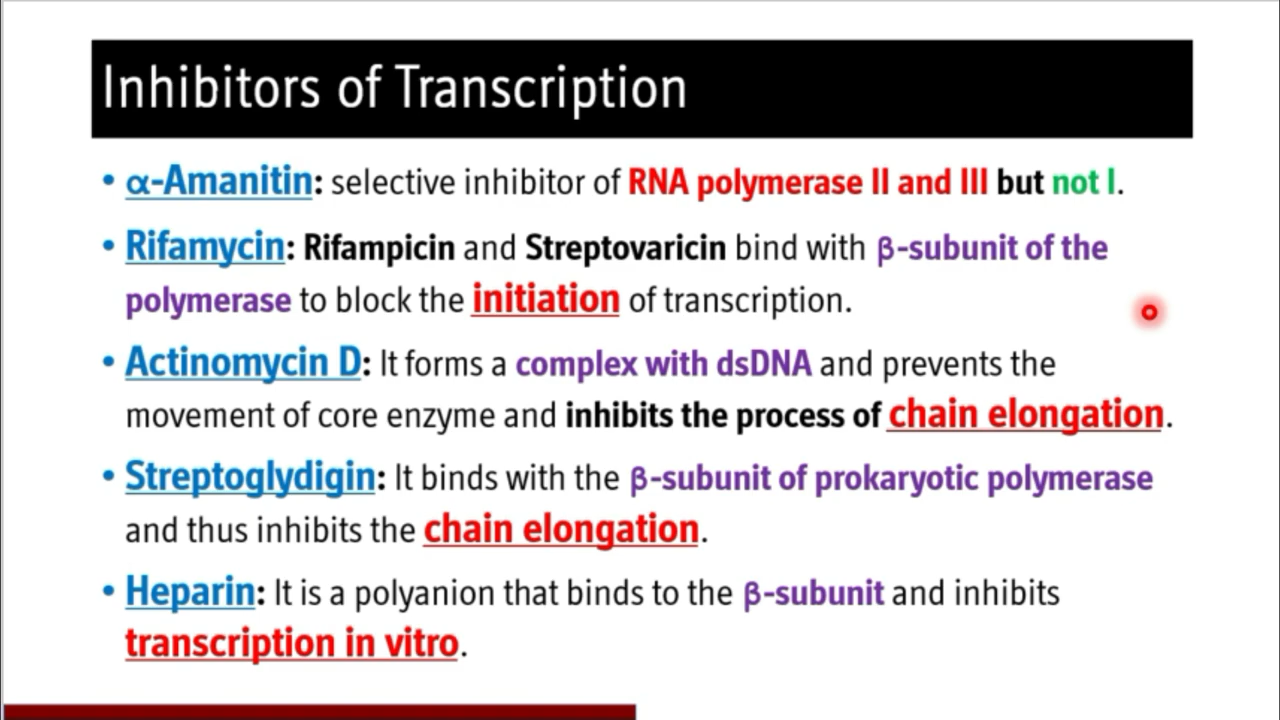 Inhibitors of Transcription
• α-Amanitin: selective inhibitor of RNA polymerase II and III but not I.
• Rifamycin: Rifampicin and Streptovaricin bind with β-subunit of the
polymerase to block the initiation of transcription.
• Actinomycin D: It forms a complex with dsDNA and prevents the
movement of core enzyme and inhibits the process of chain elongation.
• Streptoglydigin: It binds with the β-subunit of prokaryotic polymerase
and thus inhibits the chain elongation.
• Heparin: It is a polyanion that binds to the β-subunit and inhibits
transcription in vitro.